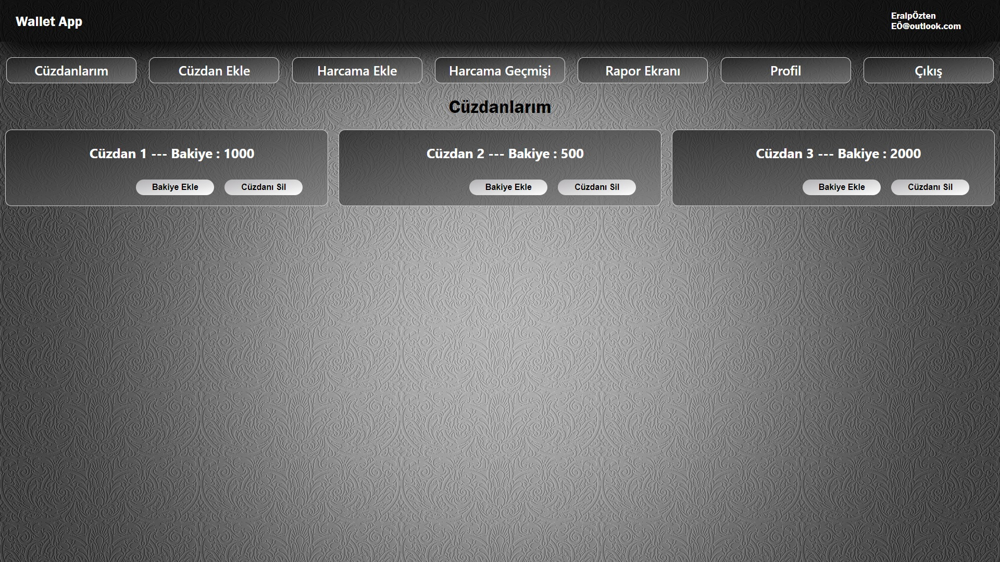 Wallet App
EralpÖzten
EÖ@outlook.com
Cüzdanlarım
Cüzdan Ekle
Harcama Ekle
Harcama Geçmişi
Rapor Ekranı
Profil
Çıkış
Cüzdanlarım
Cüzdan 1 --- Bakiye : 1000
Bakiye Ekle
Cüzdanı Sil
Cüzdan 2 --- Bakiye : 500
Bakiye Ekle
Cüzdanı Sil
Cüzdan 3 --- Bakiye : 2000
Bakiye Ekle
Cüzdanı Sil